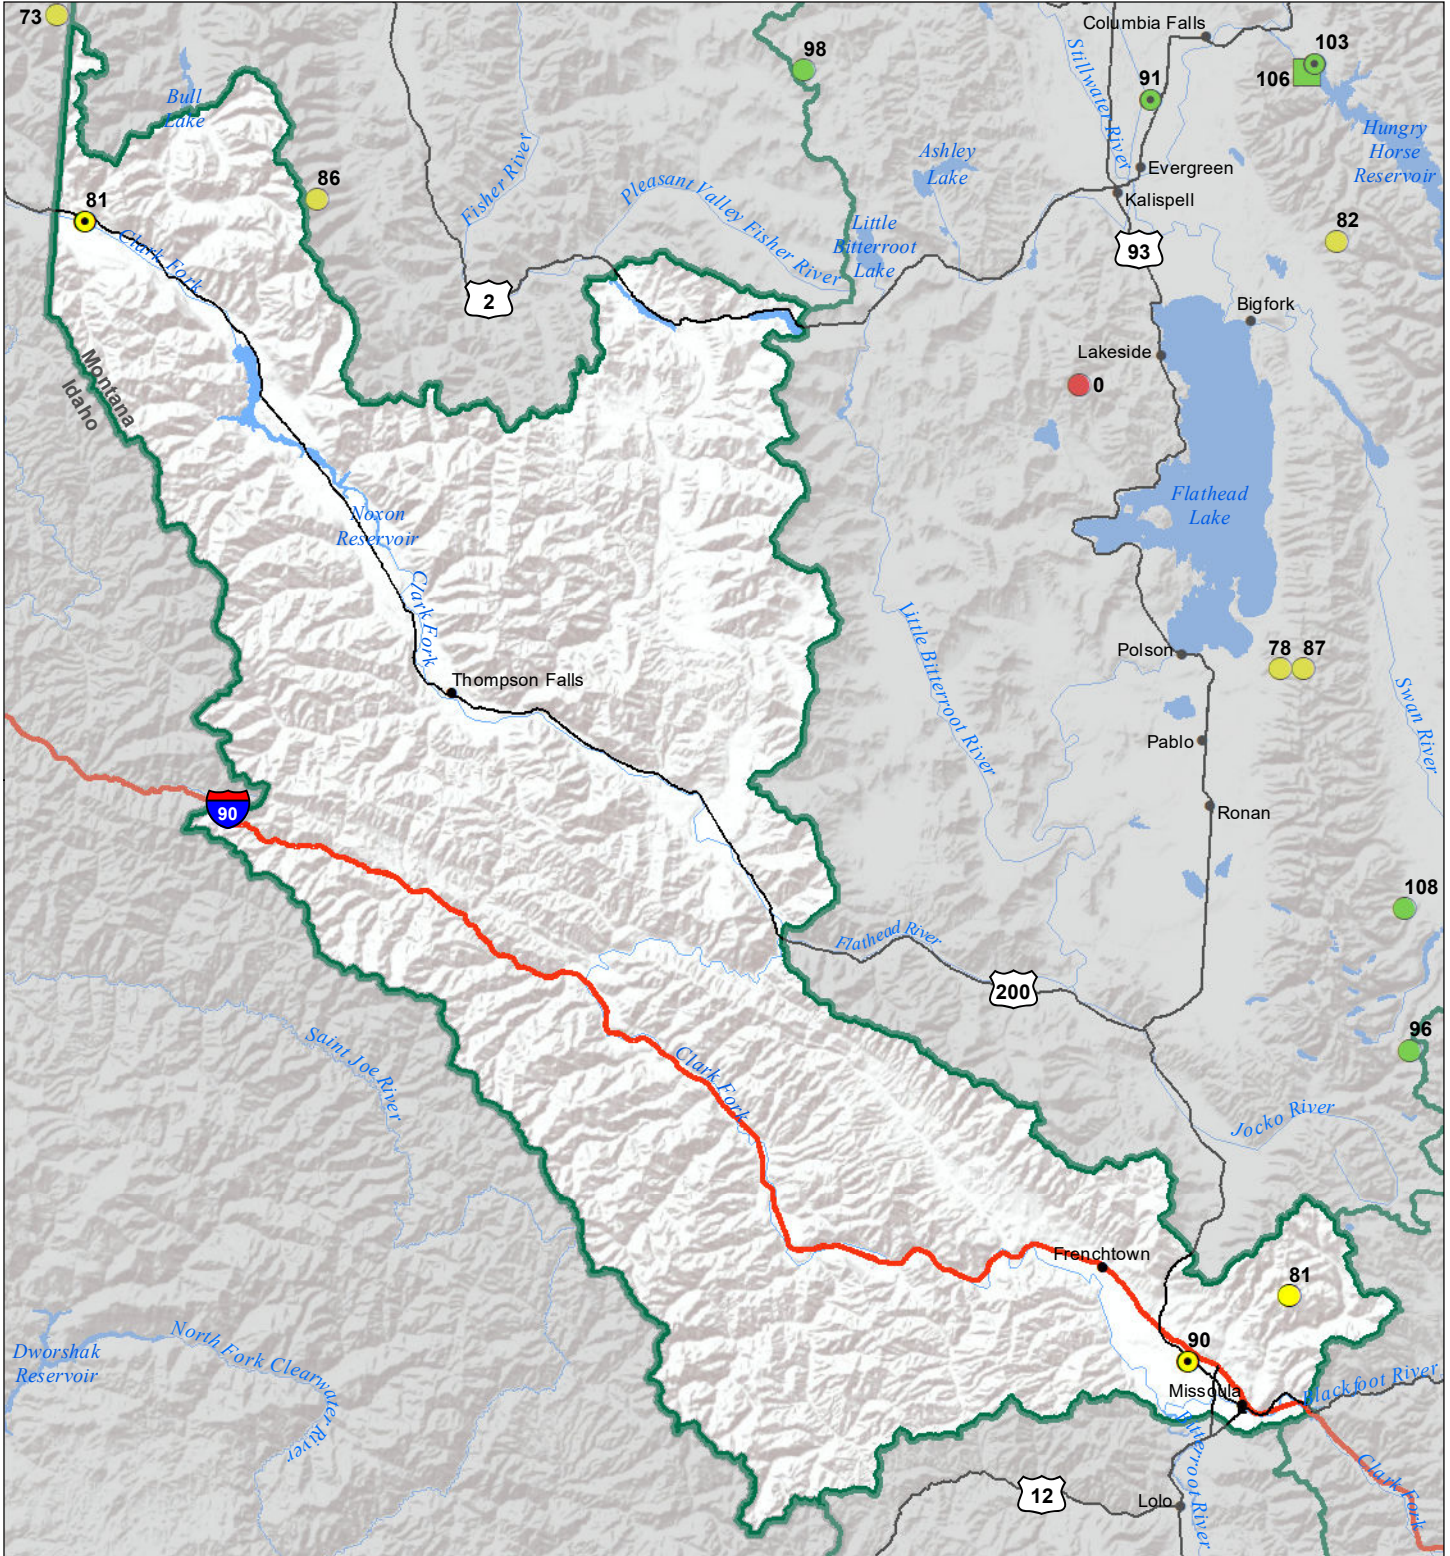 73
98
Columbia Falls
103
106
91
Stillwater River
Hungry
Horse
Reservoir
Bull
Lake
Fisher River
Ashley
Lake
Evergreen
Kalispell
86
81
Pleasant Valley Fisher River
Little
Bitterroot
Lake
82
93
Clark Fork
2
Bigfork
Lakeside
0
Montana
Idaho
Flathead
Lake
Noxon
Reservoir
Clark Fork
Little Bitterroot River
Polson
78
87
Thompson Falls
Swan River
Pablo
90
Ronan
108
Flathead River
200
96
Saint Joe River
Clark Fork
Jocko River
Frenchtown
81
90
North Fork Clearwater River
Dworshak
Reservoir
Missoula
Blackfoot River
Bitterroot River
Clark Fork
12
Lolo